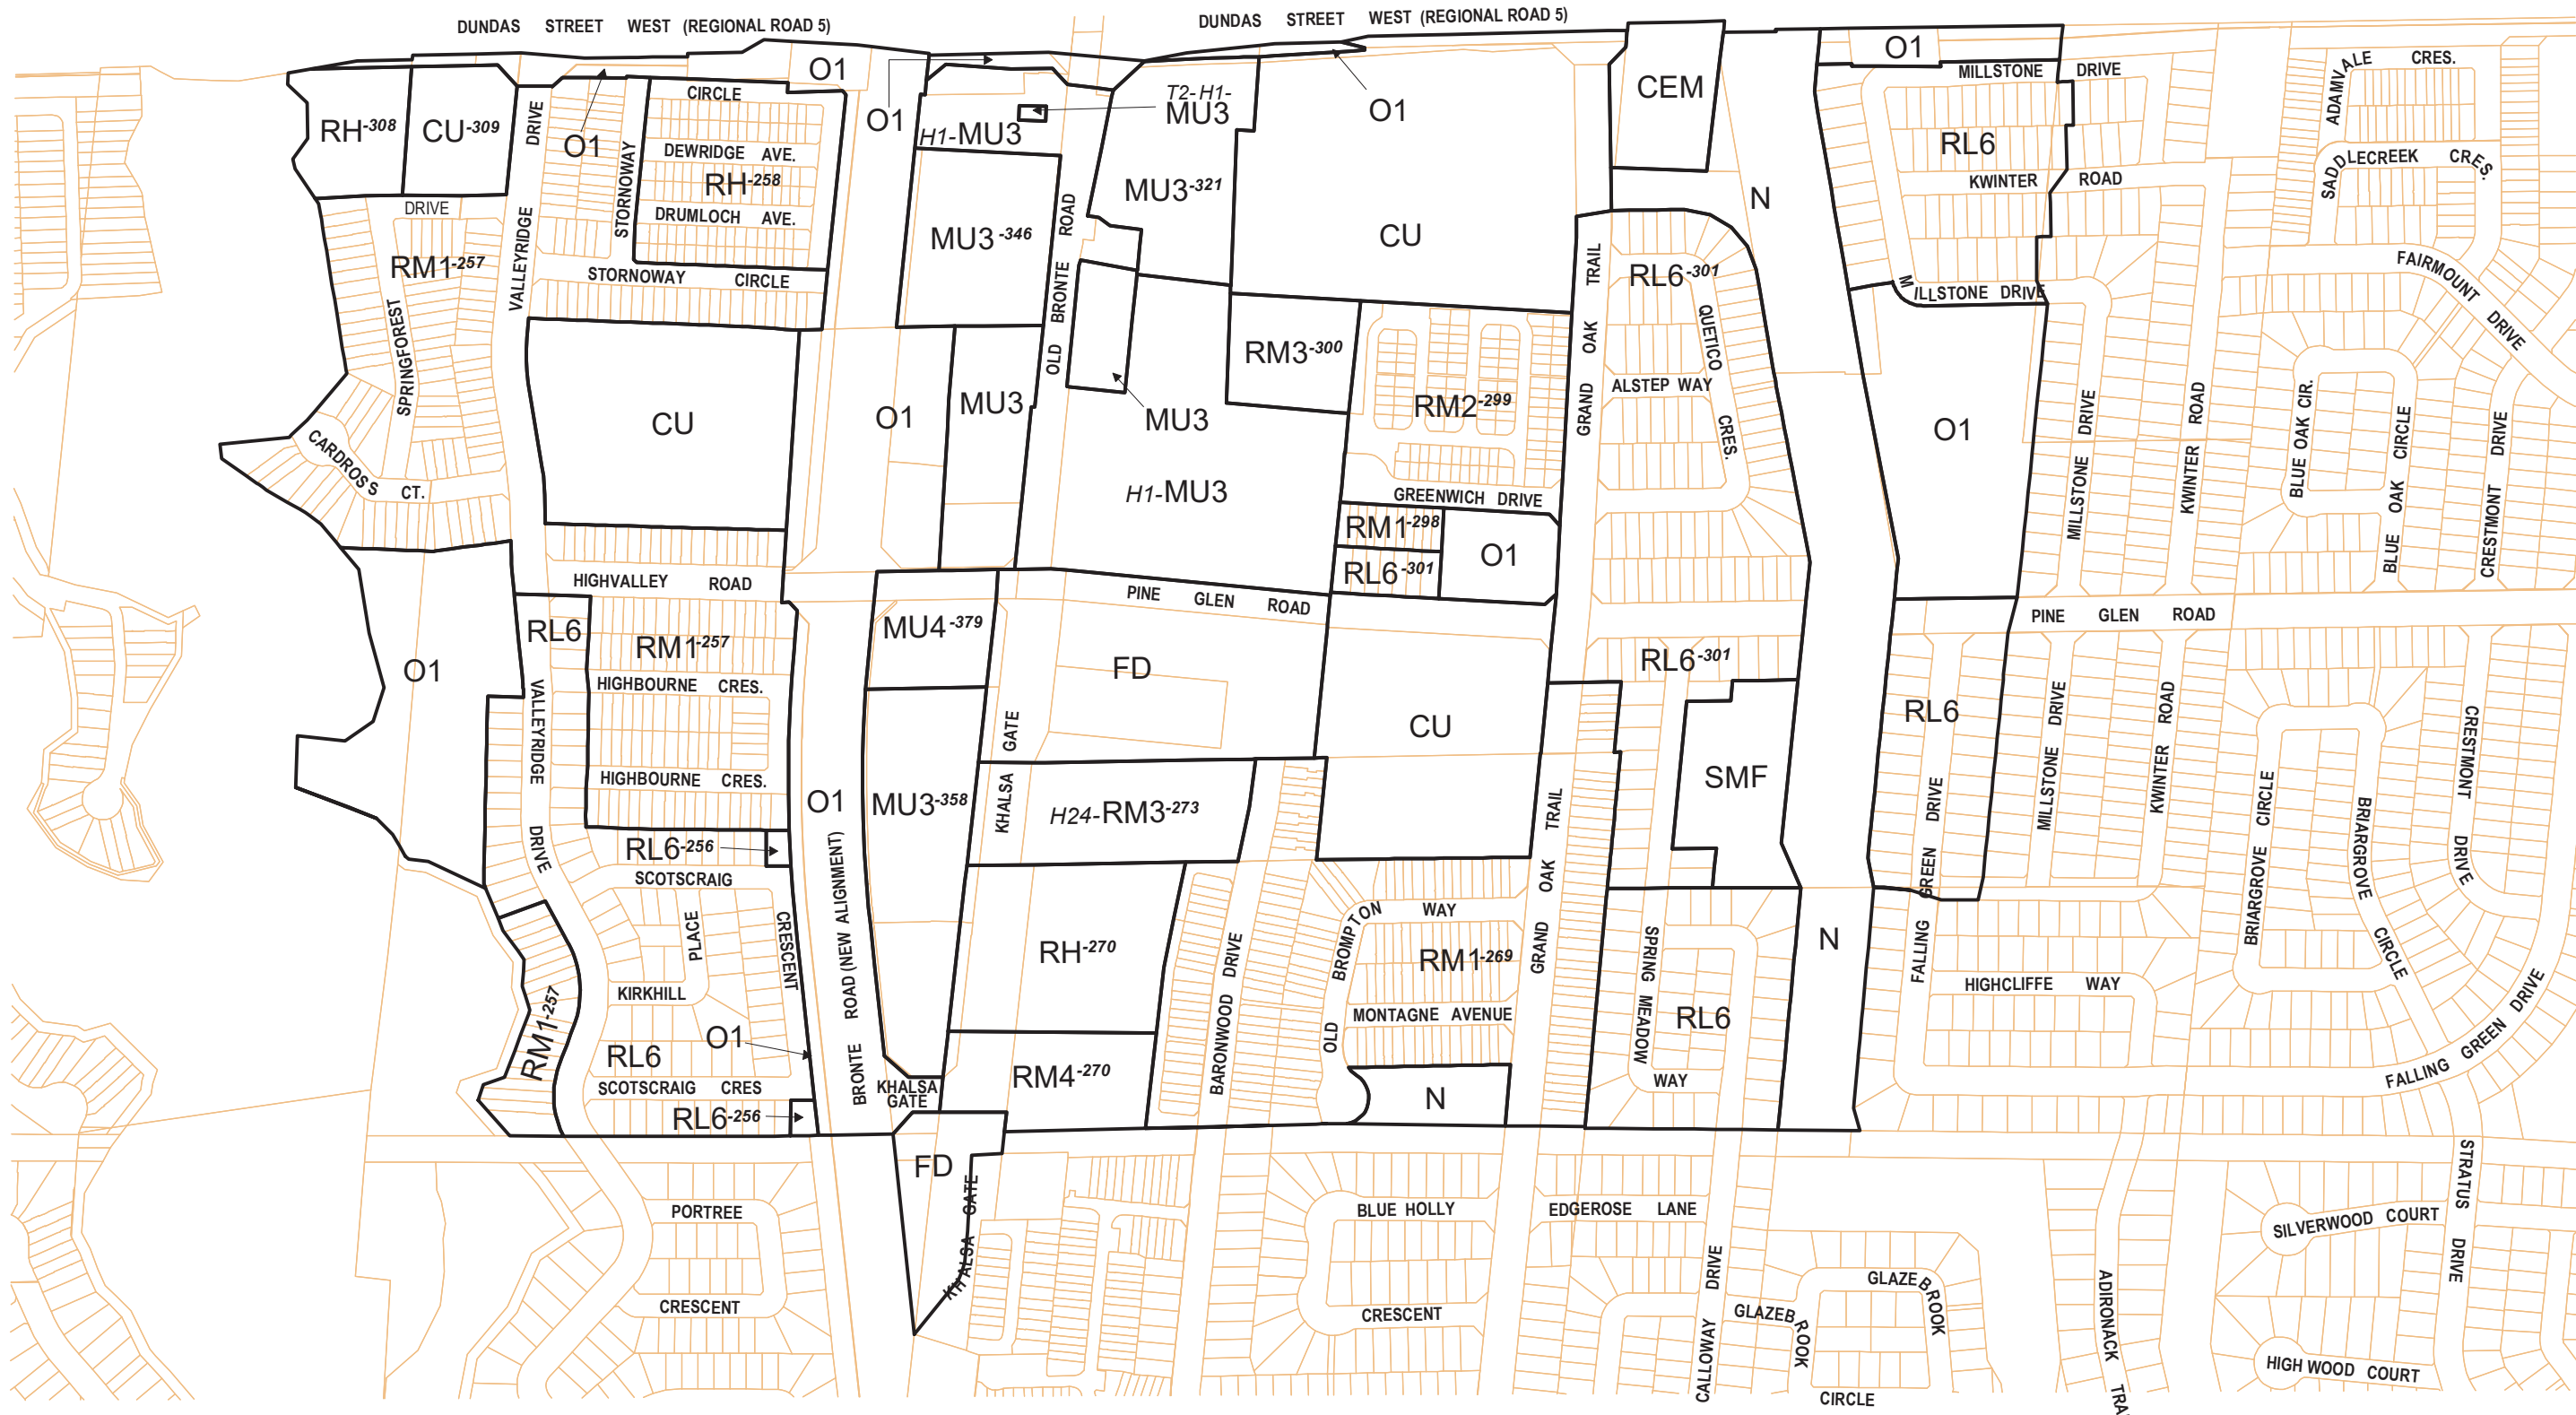 DUNDAS STREET WEST (REGIONAL ROAD 5)
DUNDAS STREET WEST (REGIONAL ROAD 5)
O1
O1
O1
O1
O1
RH-308
CU-309
CIRCLE
DEWRIDGE AVE.
RH-258
DRUMLOCH AVE.
STORNOWAY
STORNOWAY CIRCLE
DRIVE
VALLEYRIDGE
DRIVE
RM1-257
SPRINGFOREST
CARDROSS CT.
H1-MU3
T2-H1-
MU3
MU3-346
MU3-321
OLD BRONTE ROAD
CU
CEM
N
O1
MILLSTONE DRIVE
RL6
KWINTER ROAD
MILLSTONE DRIVE
ADAMVALE CRES.
SADDLECREEK CRES.
FAIRMOUNT DRIVE
GRAND OAK TRAIL
RL6-301
QUETICO CRES.
ALSTEP WAY
RM3-300
RM2-299
GREENWICH DRIVE
RM1-298
RL6-301
O1
CU
O1
MU3
MU3
H1-MU3
O1
MILLSTONE DRIVE
KWINTER ROAD
BLUE OAK CIR.
BLUE OAK CIRCLE
CRESTMONT DRIVE
HIGHVALLEY ROAD
PINE GLEN ROAD
PINE GLEN ROAD
O1
RL6
RM1-257
HIGHBOURNE CRES.
HIGHBOURNE CRES.
VALLEYRIDGE DRIVE
RL6-256
SCOTSCRAIG
CRESCENT
PLACE
KIRKHILL
O1
RL6
SCOTSCRAIG CRES
RL6-256
RM1-257
O1
BRONTE ROAD (NEW ALIGNMENT)
MU4-379
MU3-358
KHALSA GATE
FD
H24-RM3-273
RH-270
RM4-270
KHALSA
GATE
FD
KHALSA GATE
CU
BARONWOOD DRIVE
OLD BROMPTON WAY
RM1-269
MONTAGNE AVENUE
N
GRAND OAK TRAIL
RL6-301
SMF
SPRING MEADOW WAY
RL6
N
RL6
FALLING GREEN DRIVE
MILLSTONE DRIVE
KWINTER ROAD
BRIARGROVE CIRCLE
BRIARGROVE CIRCLE
CRESTMONT DRIVE
HIGHCLIFFE WAY
FALLING GREEN DRIVE
PORTREE
CRESCENT
BLUE HOLLY
CRESCENT
EDGEROSE LANE
CALLOWAY DRIVE
GLAZEBROOK
GLAZEBROOK
CIRCLE
ADIRONACK TRA
SILVERWOOD COURT
STRATUS DRIVE
HIGH WOOD COURT